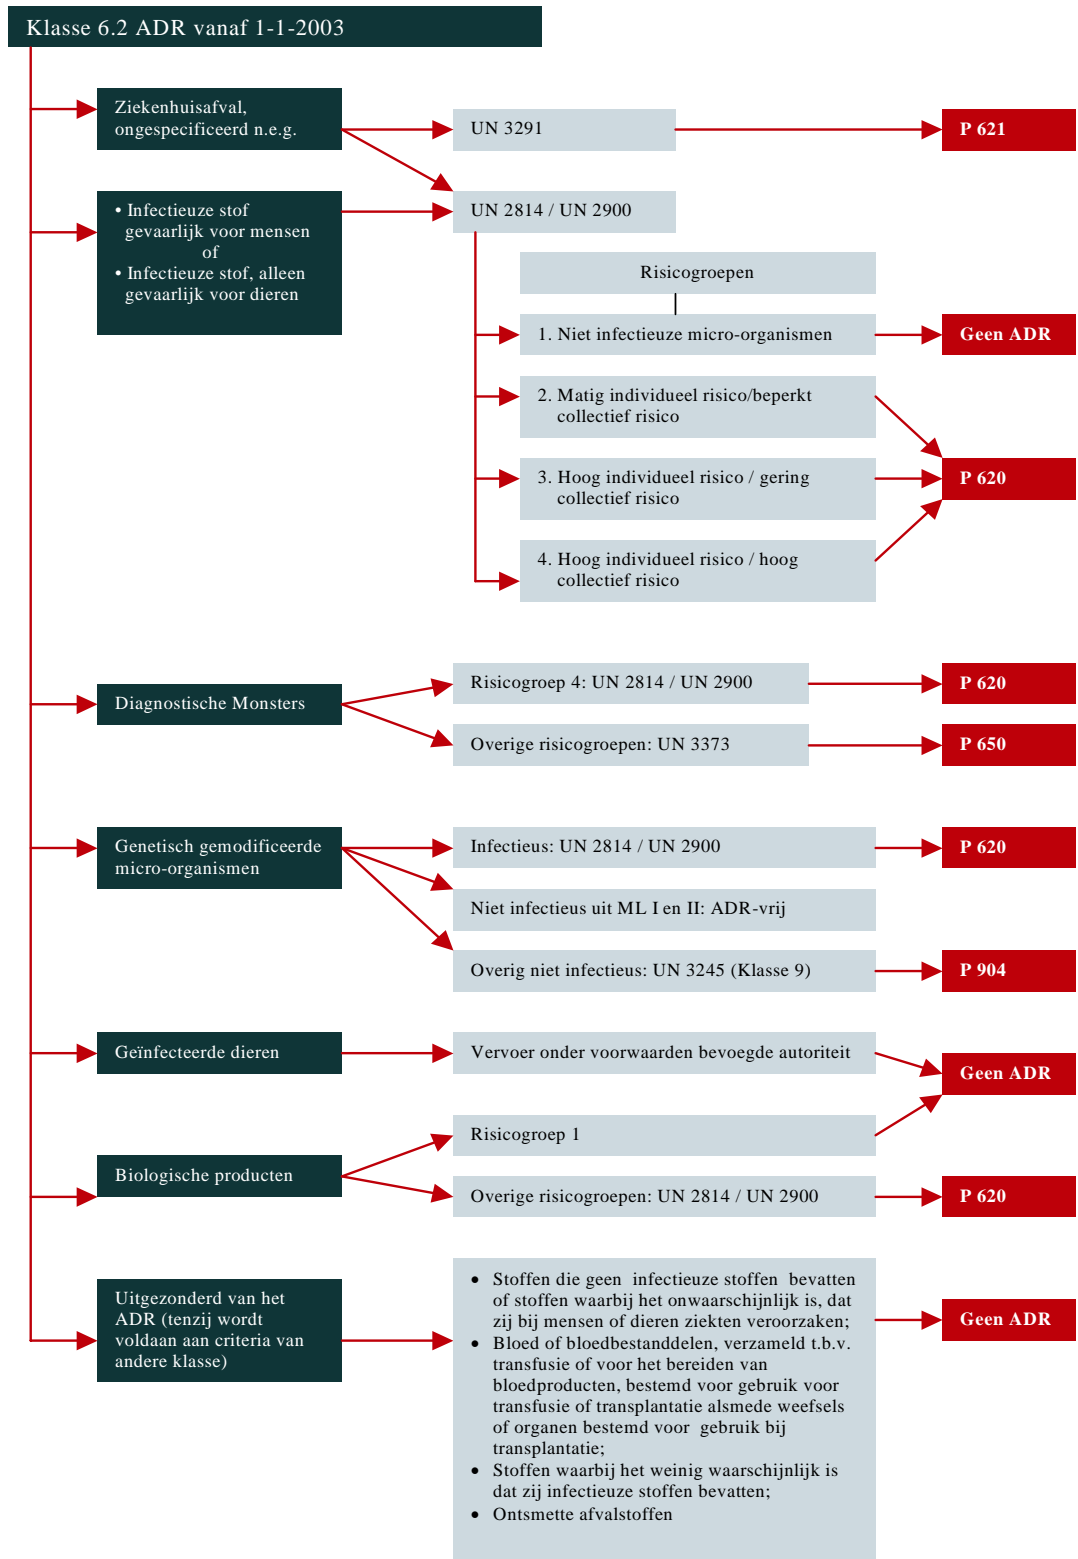 Klasse 6.2 ADR vanaf 1-1-2003
Ziekenhuisafval,
ongespecificeerd n.e.g.
UN 3291
P 621
• Infectieuze stof
gevaarlijk voor mensen
of
• Infectieuze stof, alleen
gevaarlijk voor dieren
UN 2814 / UN 2900
Risicogroepen
1. Niet infectieuze micro-organismen
Geen ADR
2. Matig individueel risico/beperkt
collectief risico
3. Hoog individueel risico / gering
collectief risico
P 620
4. Hoog individueel risico / hoog
collectief risico
Diagnostische Monsters
Risicogroep 4: UN 2814 / UN 2900
P 620
Overige risicogroepen: UN 3373
P 650
Genetisch gemodificeerde
micro-organismen
Infectieus: UN 2814 / UN 2900
P 620
Niet infectieus uit ML I en II: ADR-vrij
Overig niet infectieus: UN 3245 (Klasse 9)
P 904
Geïnfecteerde dieren
Vervoer onder voorwaarden bevoegde autoriteit
Geen ADR
Biologische producten
Risicogroep 1
Overige risicogroepen: UN 2814 / UN 2900
P 620
Uitgezonderd van het
ADR (tenzij wordt
voldaan aan criteria van
andere klasse)
• Stoffen die geen infectieuze stoffen bevatten
of stoffen waarbij het onwaarschijnlijk is, dat
zij bij mensen of dieren ziekten veroorzaken;
• Bloed of bloedbestanddelen, verzameld t.b.v.
transfusie of voor het bereiden van
bloedproducten, bestemd voor gebruik voor
transfusie of transplantatie alsmede weefsels
of organen bestemd voor gebruik bij
transplantatie;
• Stoffen waarbij het weinig waarschijnlijk is
dat zij infectieuze stoffen bevatten;
• Ontsmette afvalstoffen
Geen ADR